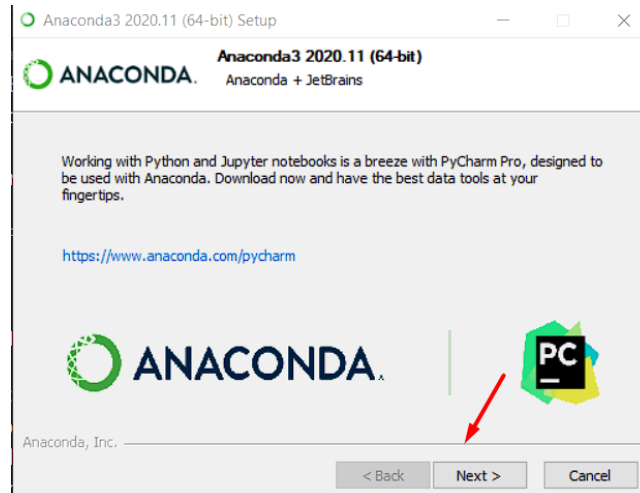 Anaconda3 2020.11 (64-bit) Setup
ANACONDA.
Anaconda3 2020.11 (64-bit)
Anaconda + JetBrains
Working with Python and Jupyter notebooks is a breeze with PyCharm Pro, designed to
be used with Anaconda. Download now and have the best data tools at your
fingertips.
https://www.anaconda.com/pycharm
ANACONDA.
PC
Anaconda, Inc.
< Back
Next >
Cancel